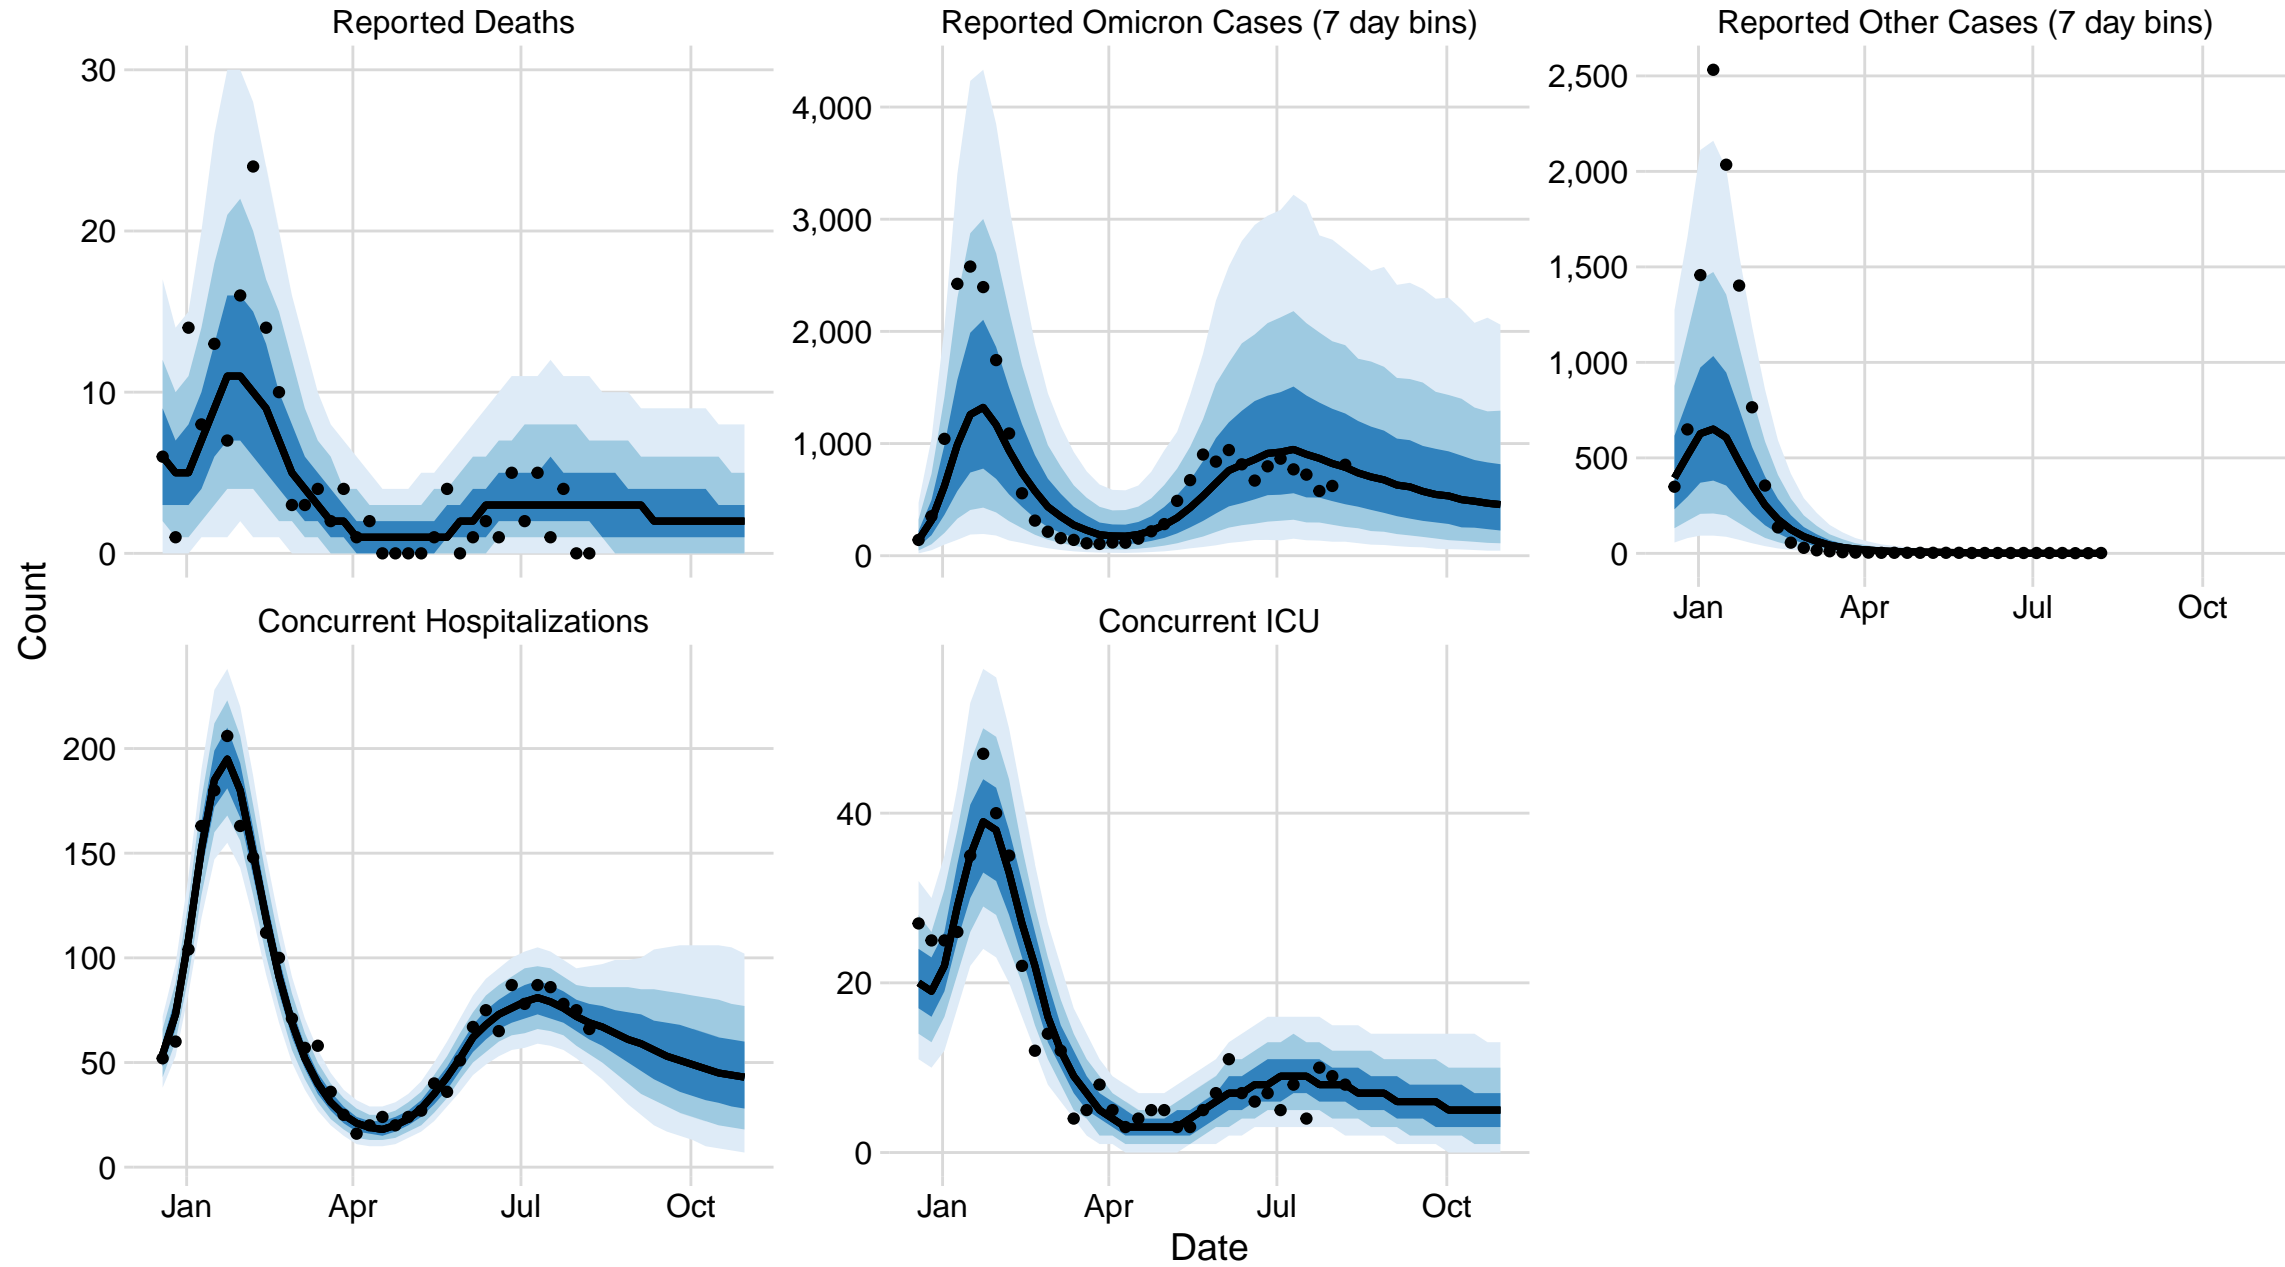 Reported Deaths
Reported Omicron Cases (7 day bins)
Reported Other Cases (7 day bins)
30
20
10
0
4,000
3,000
2,000
1,000
0
2,500
2,000
1,500
1,000
500
0
Jan Apr Jul Oct
Count
Concurrent Hospitalizations
Concurrent ICU
200
150
100
50
0
Jan Apr Jul Oct
40
20
0
Jan Apr Jul Oct
Date